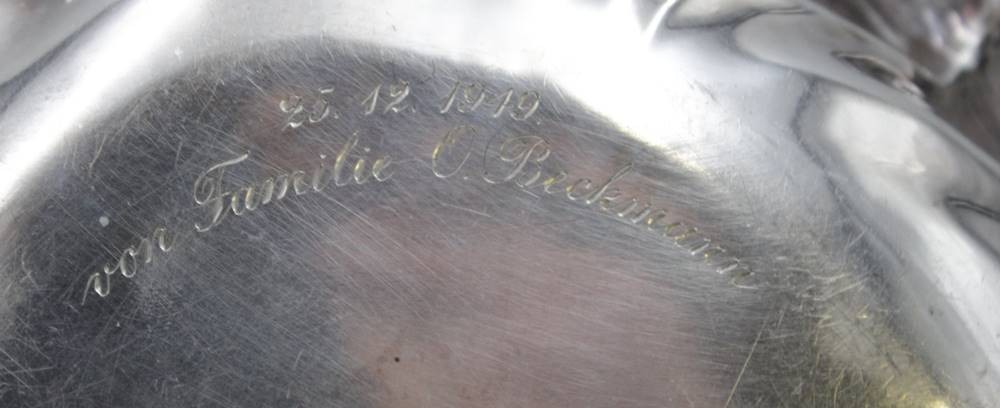 25. 12. 1919.
von Familie O. Beckmann